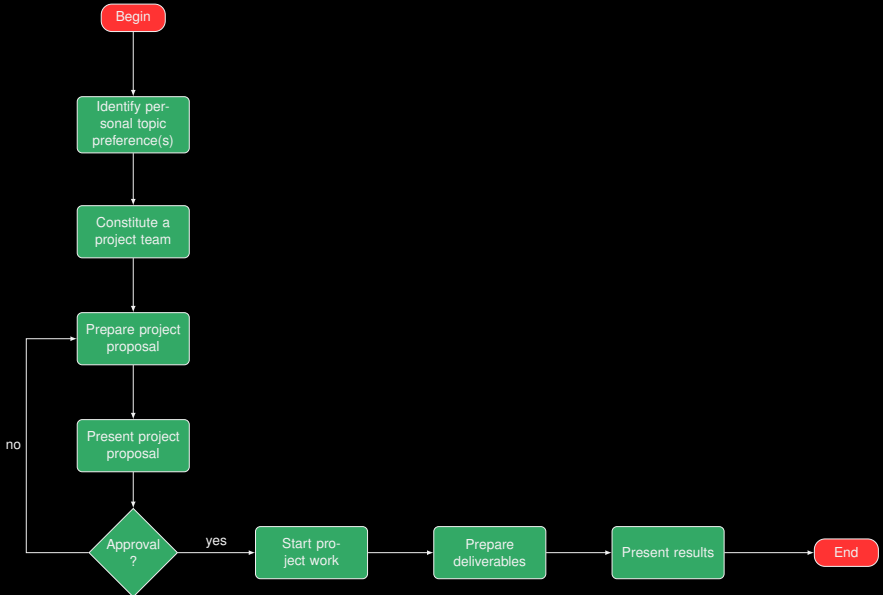 Begin
Identify per-
sonal topic
preference(s)
Constitute a
project team
Prepare project
proposal
Present project
proposal
no
Approval
?
yes
Start pro-
ject work
Prepare
deliverables
Present results
End